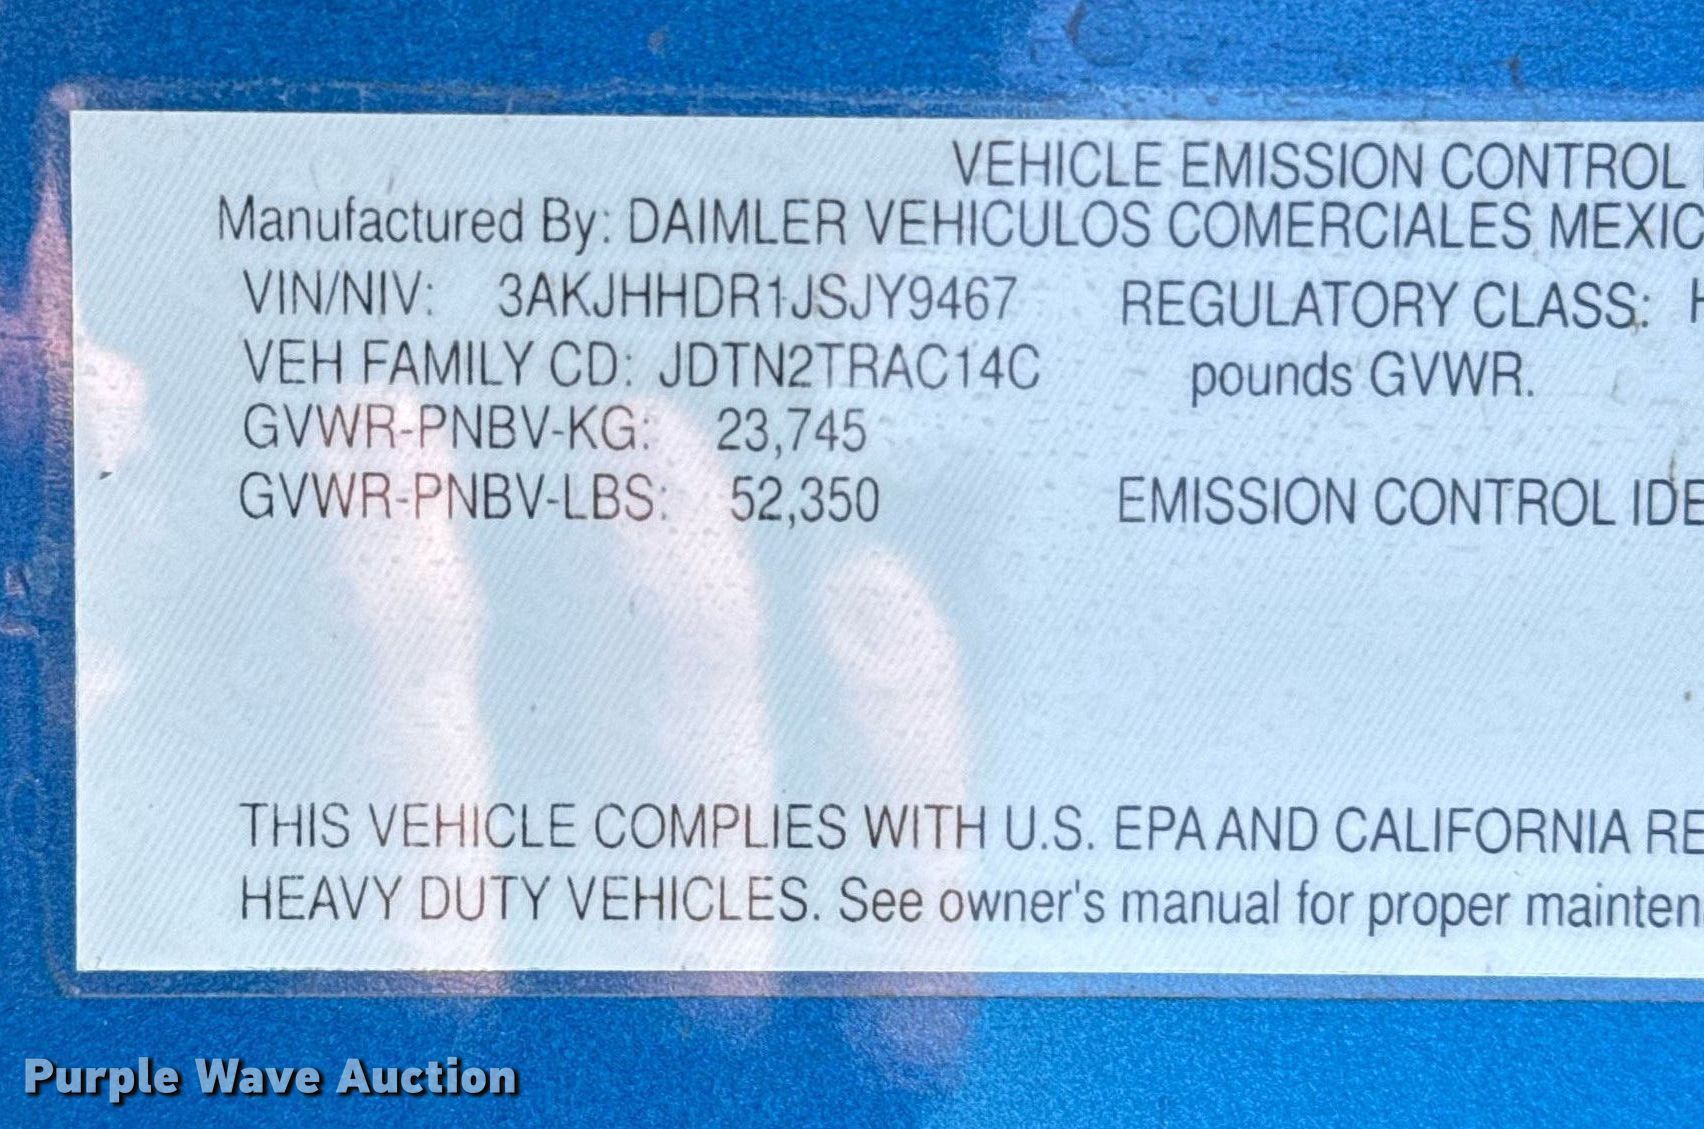 VEHICLE EMISSION CONTROL
Manufactured By: DAIMLER VEHICULOS COMERCIALES MEXIC
VIN/NIV: 3AKJHHDR1JSJY9467 REGULATORY CLASS: H
VEH FAMILY CD: JDTN2TRAC14C pounds GVWR.
GVWR-PNBV-KG: 23,745
GVWR-PNBV-LBS: 52,350 EMISSION CONTROL IDE
THIS VEHICLE COMPLIES WITH U.S. EPA AND CALIFORNIA RE
HEAVY DUTY VEHICLES. See owner's manual for proper mainten
Purple Wave Auction